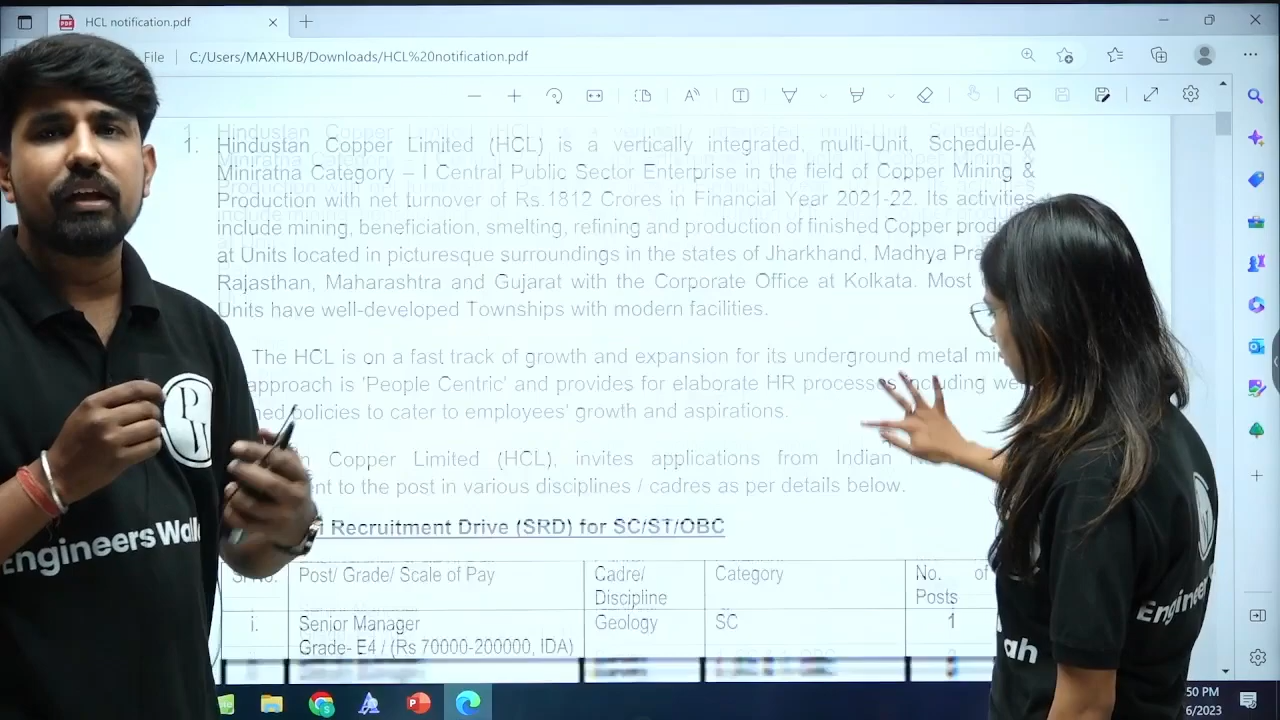 HCL notification.pdf
File
C:/Users/MAXHUB/Downloads/HCL%20notification.pdf
1. Hindustan Copper Limited (HCL) is a vertically integrated, multi-Unit, Schedule-A
Miniratna Category – I Central Public Sector Enterprise in the field of Copper Mining &
Production with net turnover of Rs.1812 Crores in Financial Year 2021-22. Its activities
include mining, beneficiation, smelting, refining and production of finished Copper
at Units located in picturesque surroundings in the states of Jharkhand, Madhya
Rajasthan, Maharashtra and Gujarat with the Corporate Office at Kolkata. Most
Units have well-developed Townships with modern facilities.
The HCL is on a fast track of growth and expansion for its underground metal
approach is 'People Centric' and provides for elaborate HR processes including
policies to cater to employees' growth and aspirations.
Copper Limited (HCL), invites applications from Indian
to the post in various disciplines / cadres as per details below.
Recruitment Drive (SRD) for SC/ST/OBC
Post/ Grade/ Scale of Pay
Cadre/
Discipline
Category
No. of
Posts
i.
Senior Manager
Grade- E4 / (Rs 70000-200000, IDA)
Geology
SC
1
PW
Engineers
50 PM
6/2023